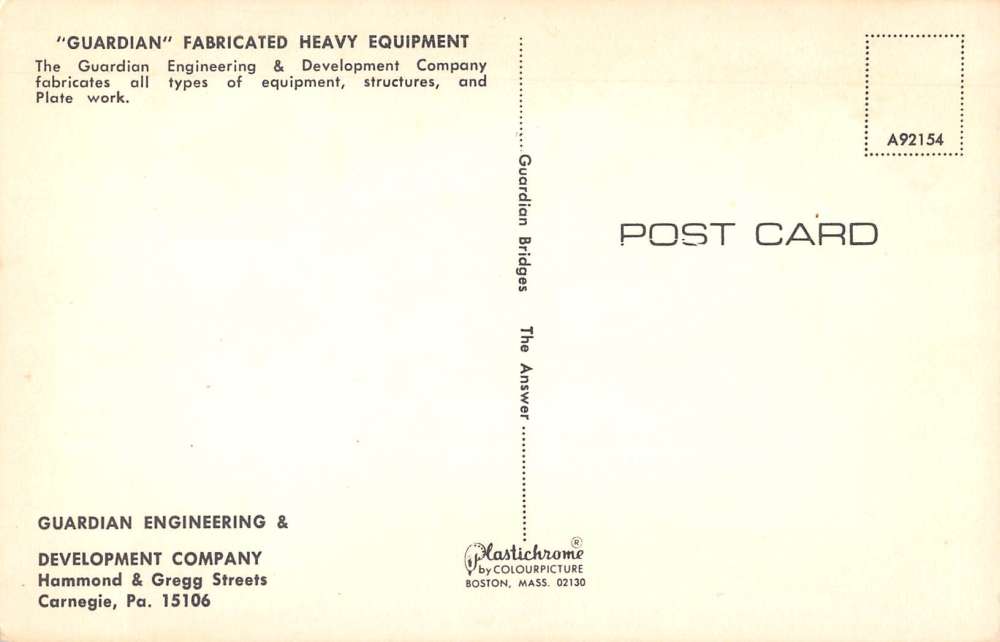 "GUARDIAN" FABRICATED HEAVY EQUIPMENT
The Guardian Engineering & Development Company
fabricates all types of equipment, structures, and
Plate work.
GUARDIAN ENGINEERING &
DEVELOPMENT COMPANY
Hammond & Gregg Streets
Carnegie, Pa. 15106
Guardian Bridges The Answer
Plastichrome®
by COLOURPICTURE
BOSTON, MASS. 02130
A92154
POST CARD